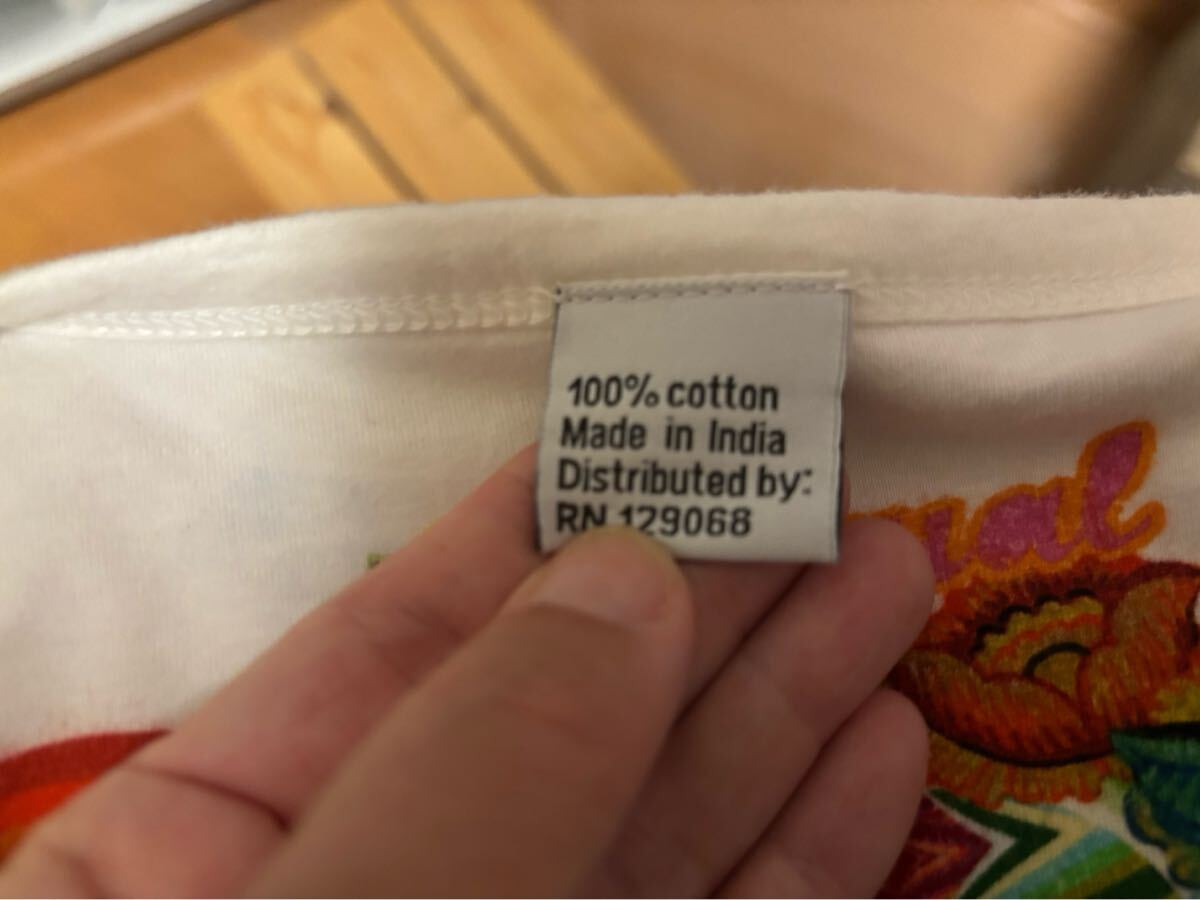 100% cotton
Made in India
Distributed by:
RN 129068